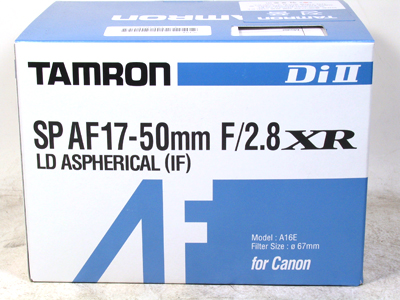 TAMRON
Di II
SP AF17-50mm F/2.8 XR
LD ASPHERICAL (IF)
AF
Model : A16E
Filter Size : ø 67mm
for Canon